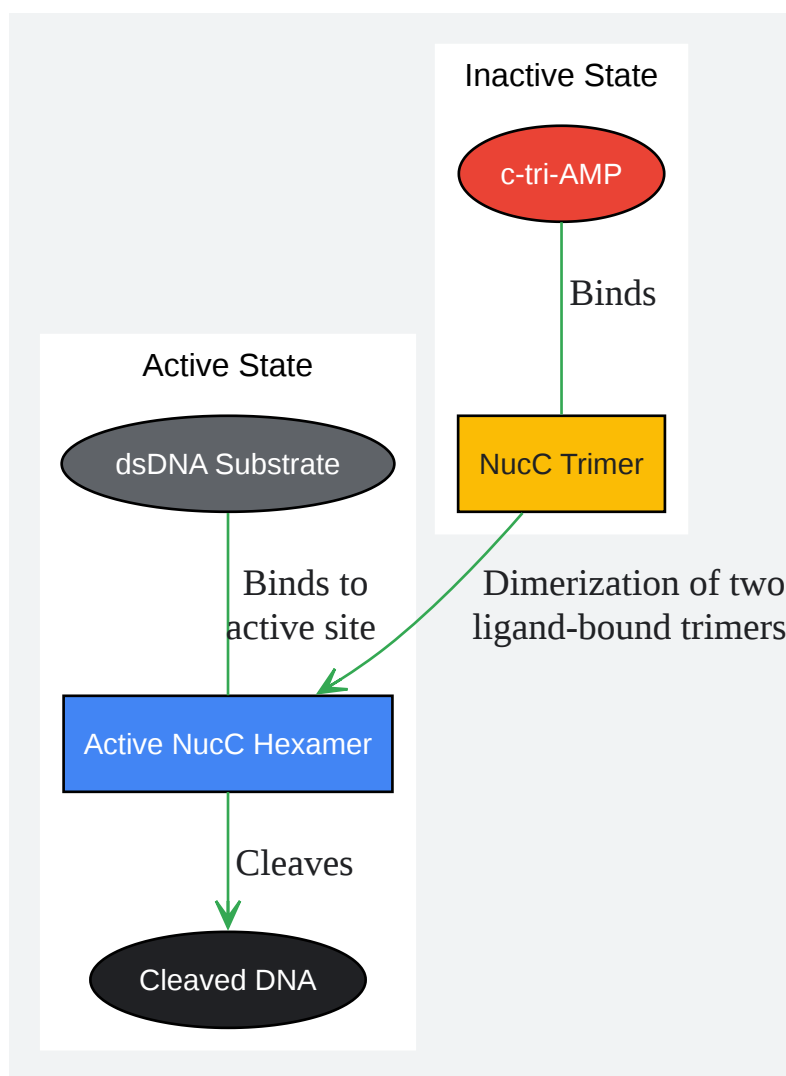 Inactive State
c-tri-AMP
Binds
Active State
dsDNA Substrate
NucC Trimer
Binds to
active site
Dimerization of two
ligand-bound trimers
Active NucC Hexamer
Cleaves
Cleaved DNA